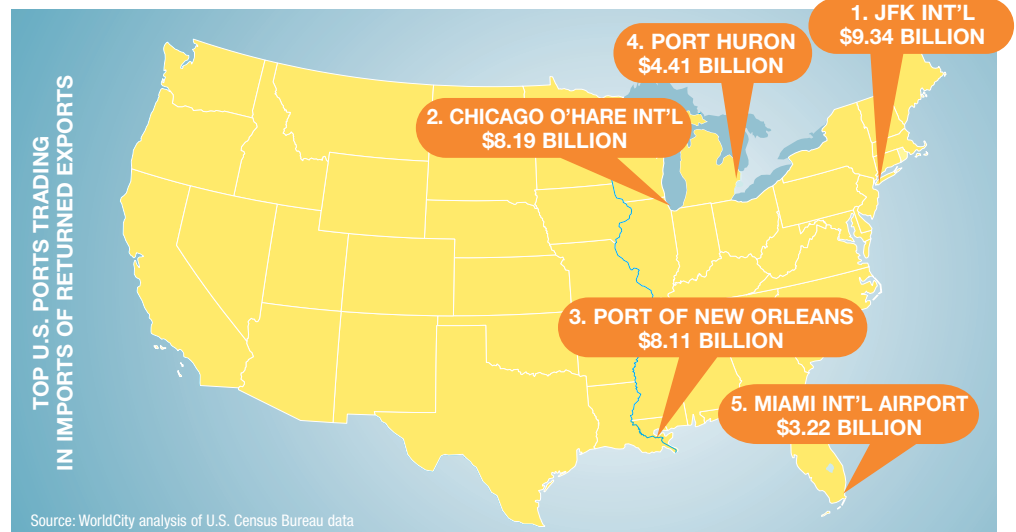 TOP U.S. PORTS TRADING
IN IMPORTS OF RETURNED EXPORTS
1. JFK INT'L
$9.34 BILLION
4. PORT HURON
$4.41 BILLION
2. CHICAGO O'HARE INT'L
$8.19 BILLION
3. PORT OF NEW ORLEANS
$8.11 BILLION
5. MIAMI INT'L AIRPORT
$3.22 BILLION
Source: WorldCity analysis of U.S. Census Bureau data